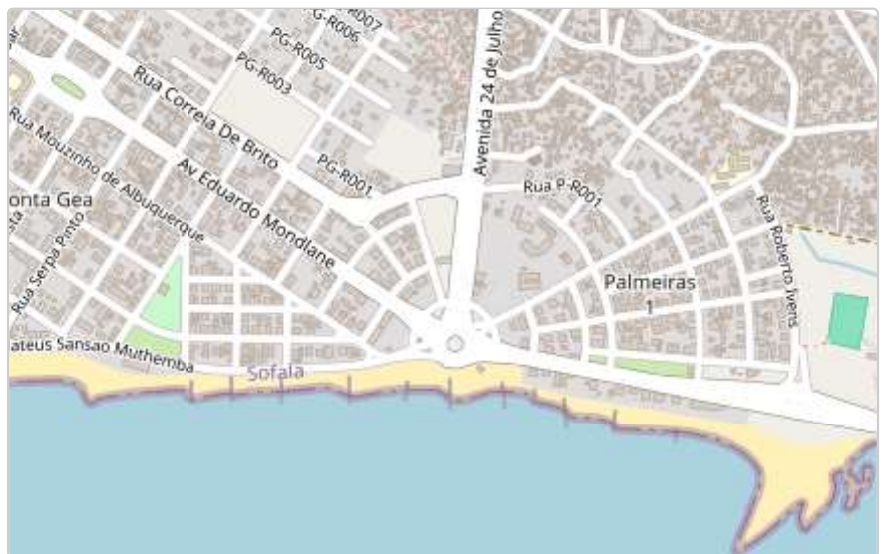 PG-R007
PG-R006
PG-R005
PG-R003
Rua Correia De Brito
Avenida 24 de Julho
Rua Mouzinho de Albuquerque
Av Eduardo Mondlane
PG-R001
Rua P-R001
onta Gea
Rua Serpa Pinto
Rua Roberto Ivens
Palmeiras
1
ateus Sansao Muthemba
Sofala